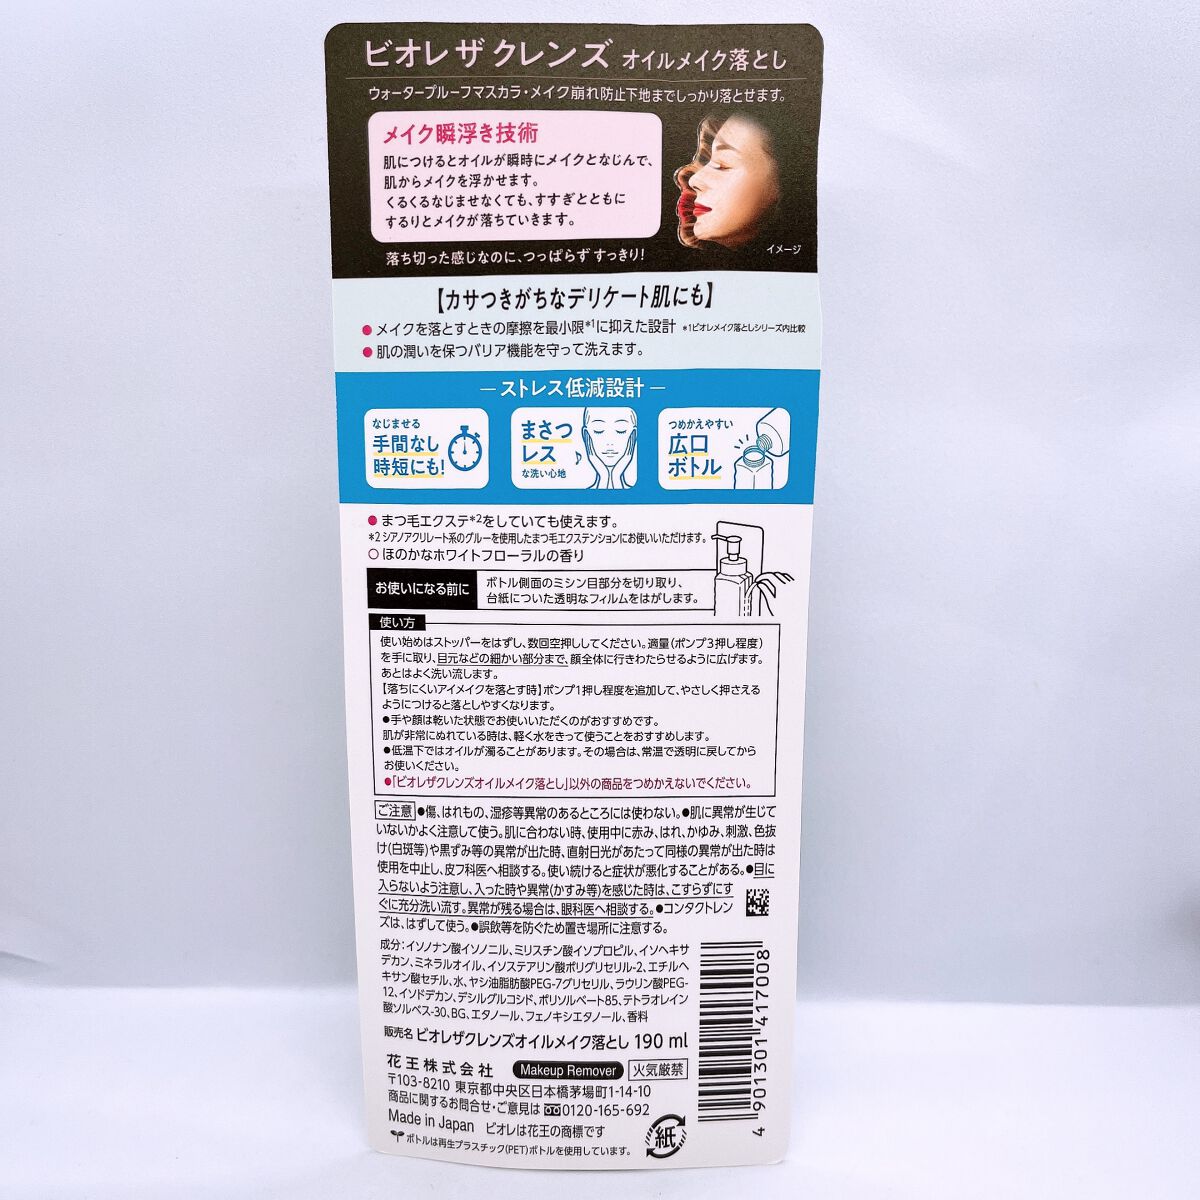 ビオレ ザ クレンズ オイルメイク落とし
ウォータープルーフマスカラ・メイク崩れ防止下地までしっかり落とせます。
メイク瞬浮き技術
肌につけるとオイルが瞬時にメイクとなじんで、
肌からメイクを浮かせます。
くるくるなじませなくても、すすぎとともに
するりとメイクが落ちていきます。
イメージ
落ち切った感じなのに、つっぱらず すっきり!
【カサつきがちなデリケート肌にも】
●メイクを落とすときの摩擦を最小限*1に抑えた設計 *1ビオレメイク落としシリーズ内比較
●肌の潤いを保つバリア機能を守って洗えます。
ーストレス低減設計ー
なじませる
手間なし
時短にも!
まさつ
レス♪
な洗い心地
つめかえやすい
広口
ボトル
●まつ毛エクステ*2をしていても使えます。
*2 シアノアクリレート系のグルーを使用したまつ毛エクステンションにお使いいただけます。
○ほのかなホワイトフローラルの香り
お使いになる前に
ボトル側面のミシン目部分を切り取り、
台紙についた透明なフィルムをはがします。
使い方
使い始めはストッパーをはずし、数回空押ししてください。適量(ポンプ3押し程度)
を手に取り、目元などの細かい部分まで、顔全体に行きわたらせるように広げます。
あとはよく洗い流します。
【落ちにくいアイメイクを落とす時】ポンプ1押し程度を追加して、やさしく押さえる
ようにつけると落としやすくなります。
●手や顔は乾いた状態でお使いいただくのがおすすめです。
肌が非常にぬれている時は、軽く水をきって使うことをおすすめします。
●低温下ではオイルが濁ることがあります。その場合は、常温で透明に戻してから
お使いください。
●「ビオレザクレンズオイルメイク落とし」以外の商品をつめかえないでください。
ご注意 ●傷、はれもの、湿疹等異常のあるところには使わない。●肌に異常が生じて
いないかよく注意して使う。肌に合わない時、使用中に赤み、はれ、かゆみ、刺激、色抜
け(白斑等)や黒ずみ等の異常が出た時、直射日光があたって同様の異常が出た時は
使用を中止し、皮フ科医へ相談する。使い続けると症状が悪化することがある。●目に
入らないよう注意し、入った時や異常(かすみ等)を感じた時は、こすらずにす
ぐに充分洗い流す。異常が残る場合は、眼科医へ相談する。●コンタクトレン
ズは、はずして使う。●誤飲等を防ぐため置き場所に注意する。
成分:イソノナン酸イソノニル、ミリスチン酸イソプロピル、イソヘキサ
デカン、ミネラルオイル、イソステアリン酸ポリグリセリル-2、エチルヘ
キサン酸セチル、水、ヤシ油脂肪酸PEG-7グリセリル、ラウリン酸PEG-
12、イソドデカン、デシルグルコシド、ポリソルベート85、テトラオレイン
酸ソルベス-30、BG、エタノール、フェノキシエタノール、香料
販売名 ビオレザクレンズオイルメイク落とし 190 ml
花王株式会社 Makeup Remover 火気厳禁
〒103-8210 東京都中央区日本橋茅場町1-14-10
商品に関するお問合せ・ご意見は 0120-165-692
Made in Japan ビオレは花王の商標です
ボトルは再生プラスチック(PET)ボトルを使用しています。
紙
4 901301 417008